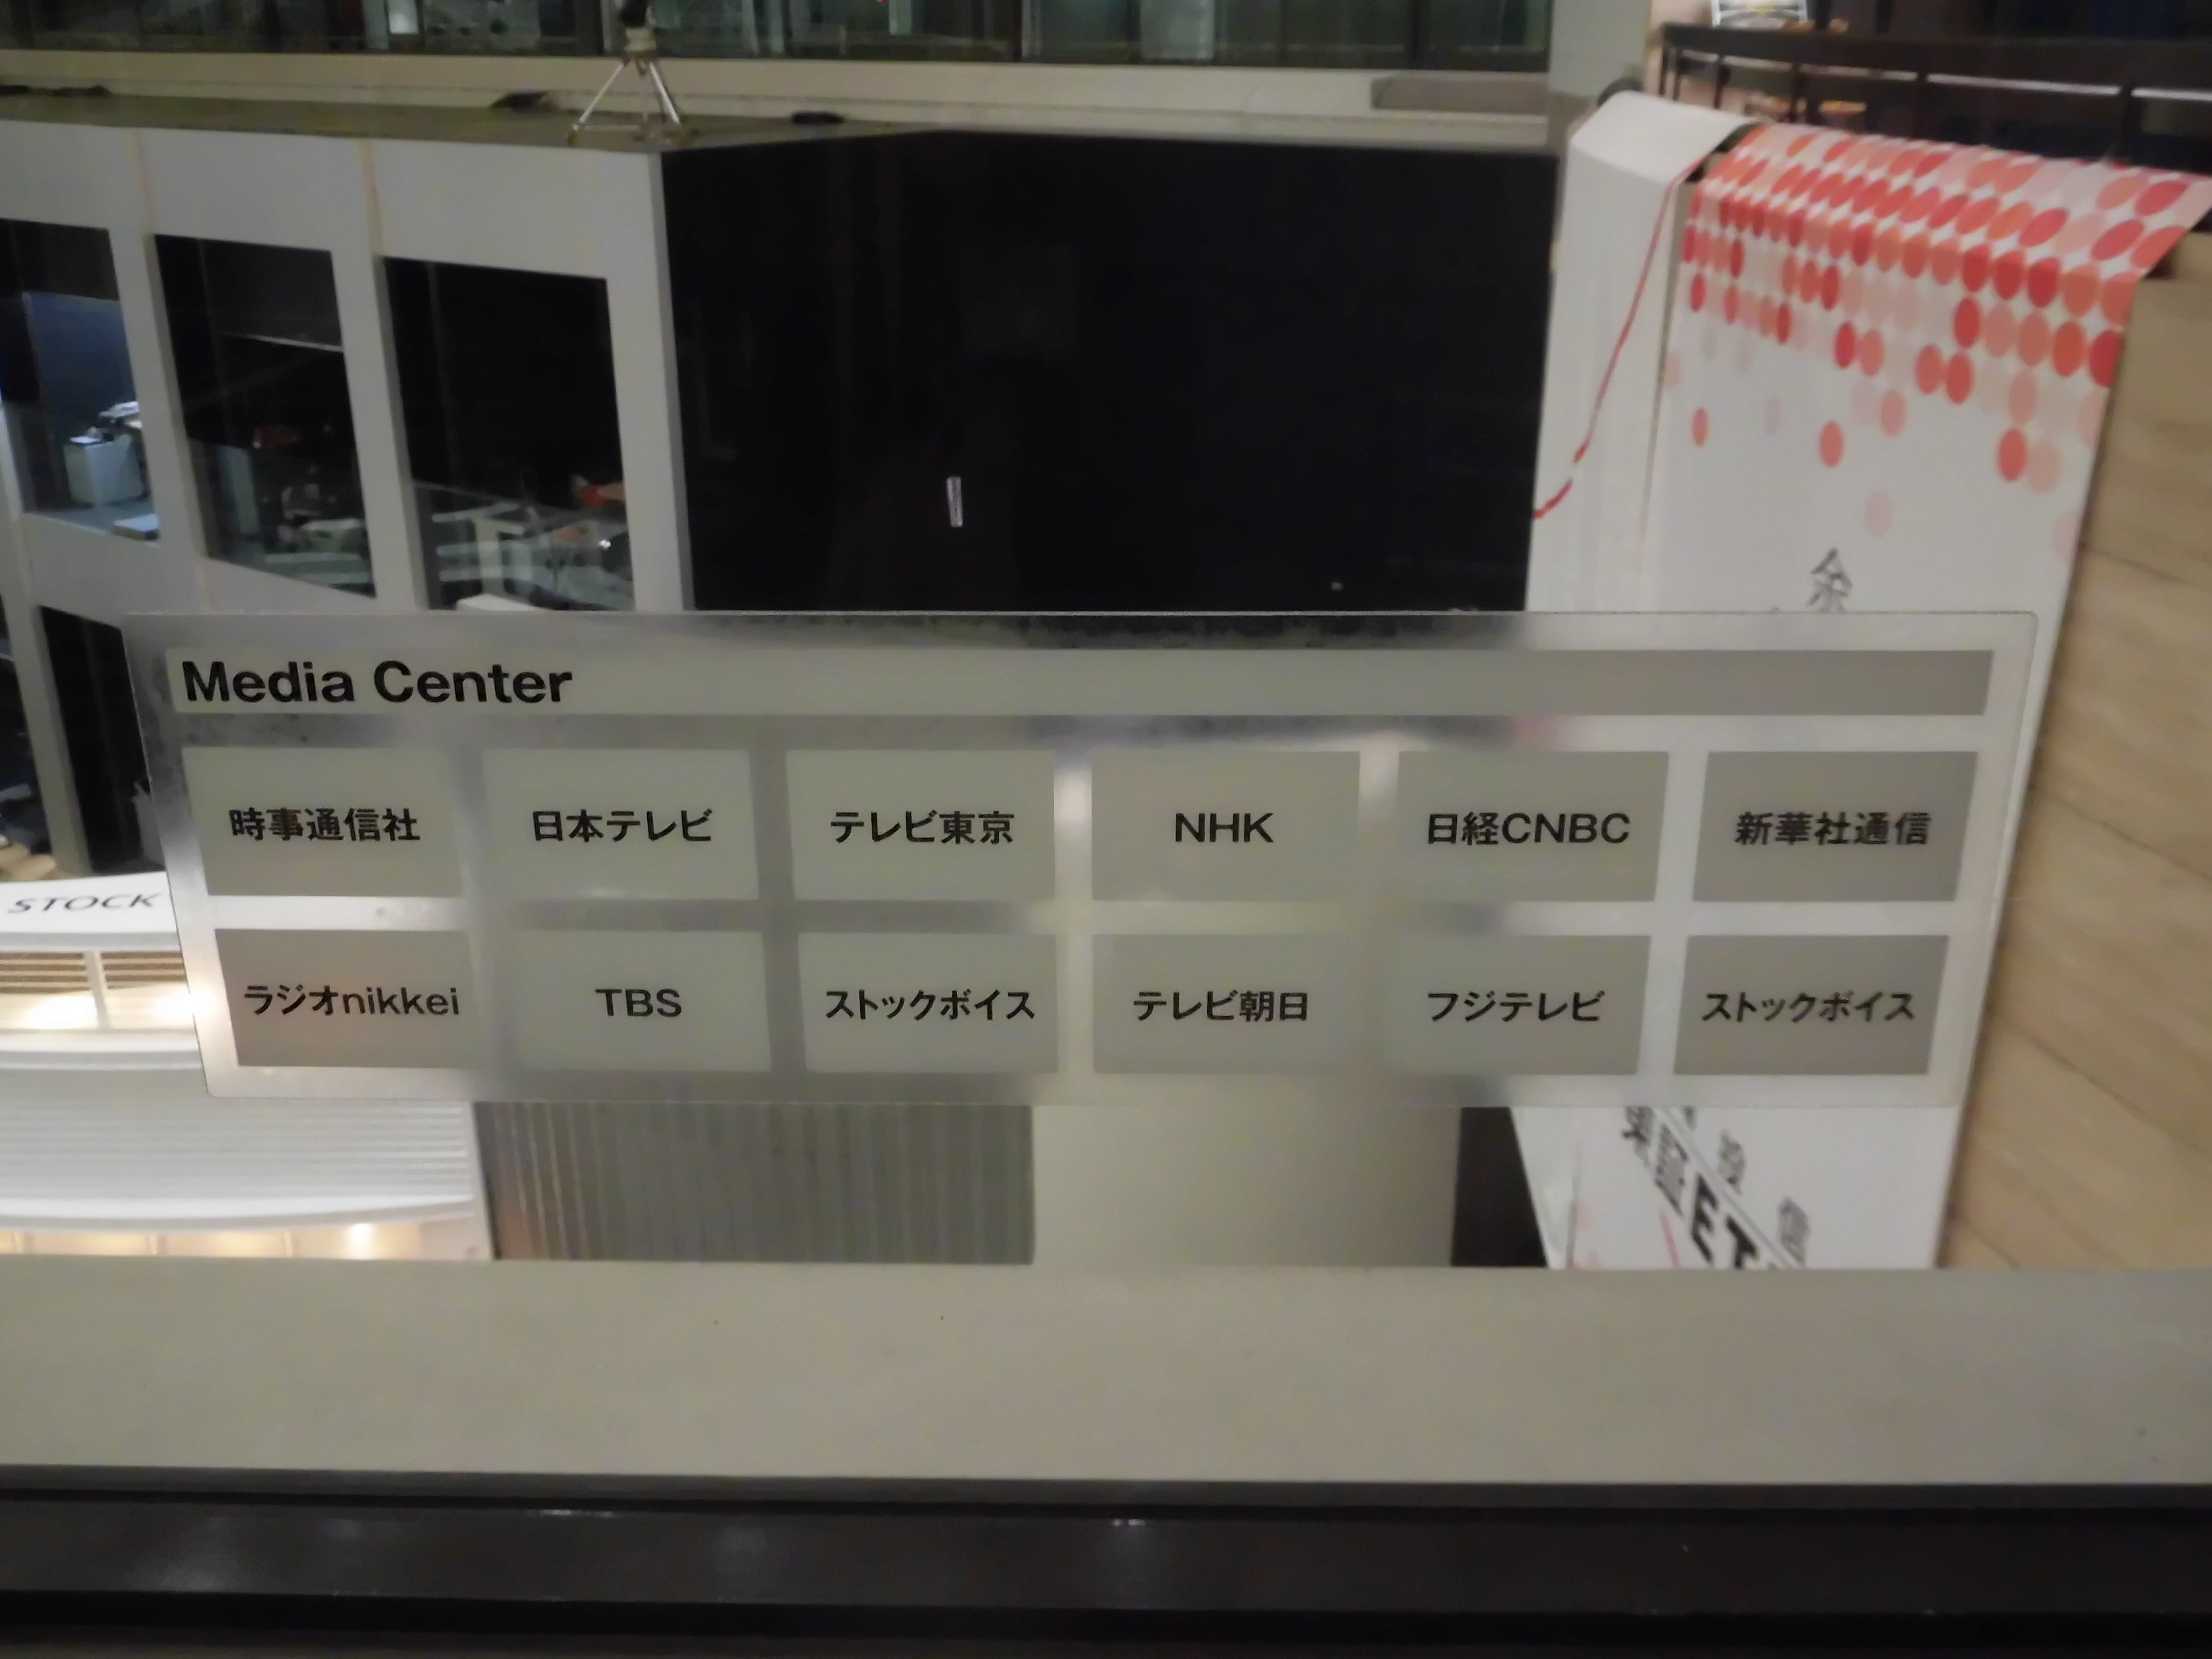 余
Media Center
時事通信社 日本テレビ テレビ東京 NHK 日経CNBC 新華社通信
STOCK
ラジオnikkei TBS ストックボイス テレビ朝日 フジテレビ ストックボイス